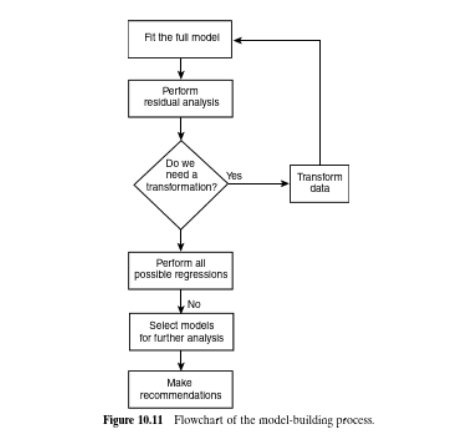 Fit the full model
Perform
residual analysis
Do we
need a
transformation?
Yes
Transform
data
Perform all
possible regressions
No
Select models
for further analysis
Make
recommendations
Figure 10.11 Flowchart of the model-building process.